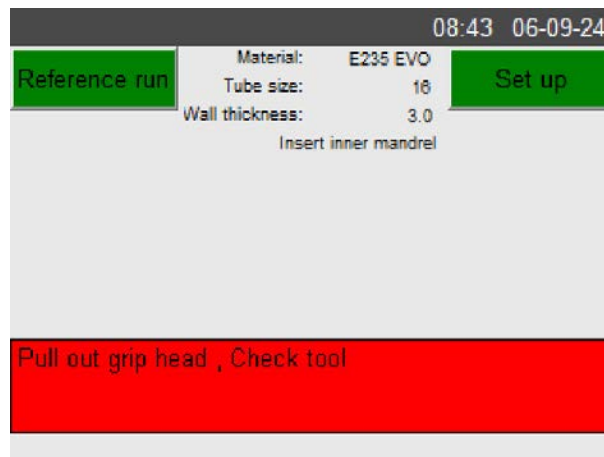 08:43 06-09-24
Reference run
Material: E235 EVO
Tube size: 16
Wall thickness: 3.0
Insert inner mandrel
Set up
Pull out grip head , Check tool